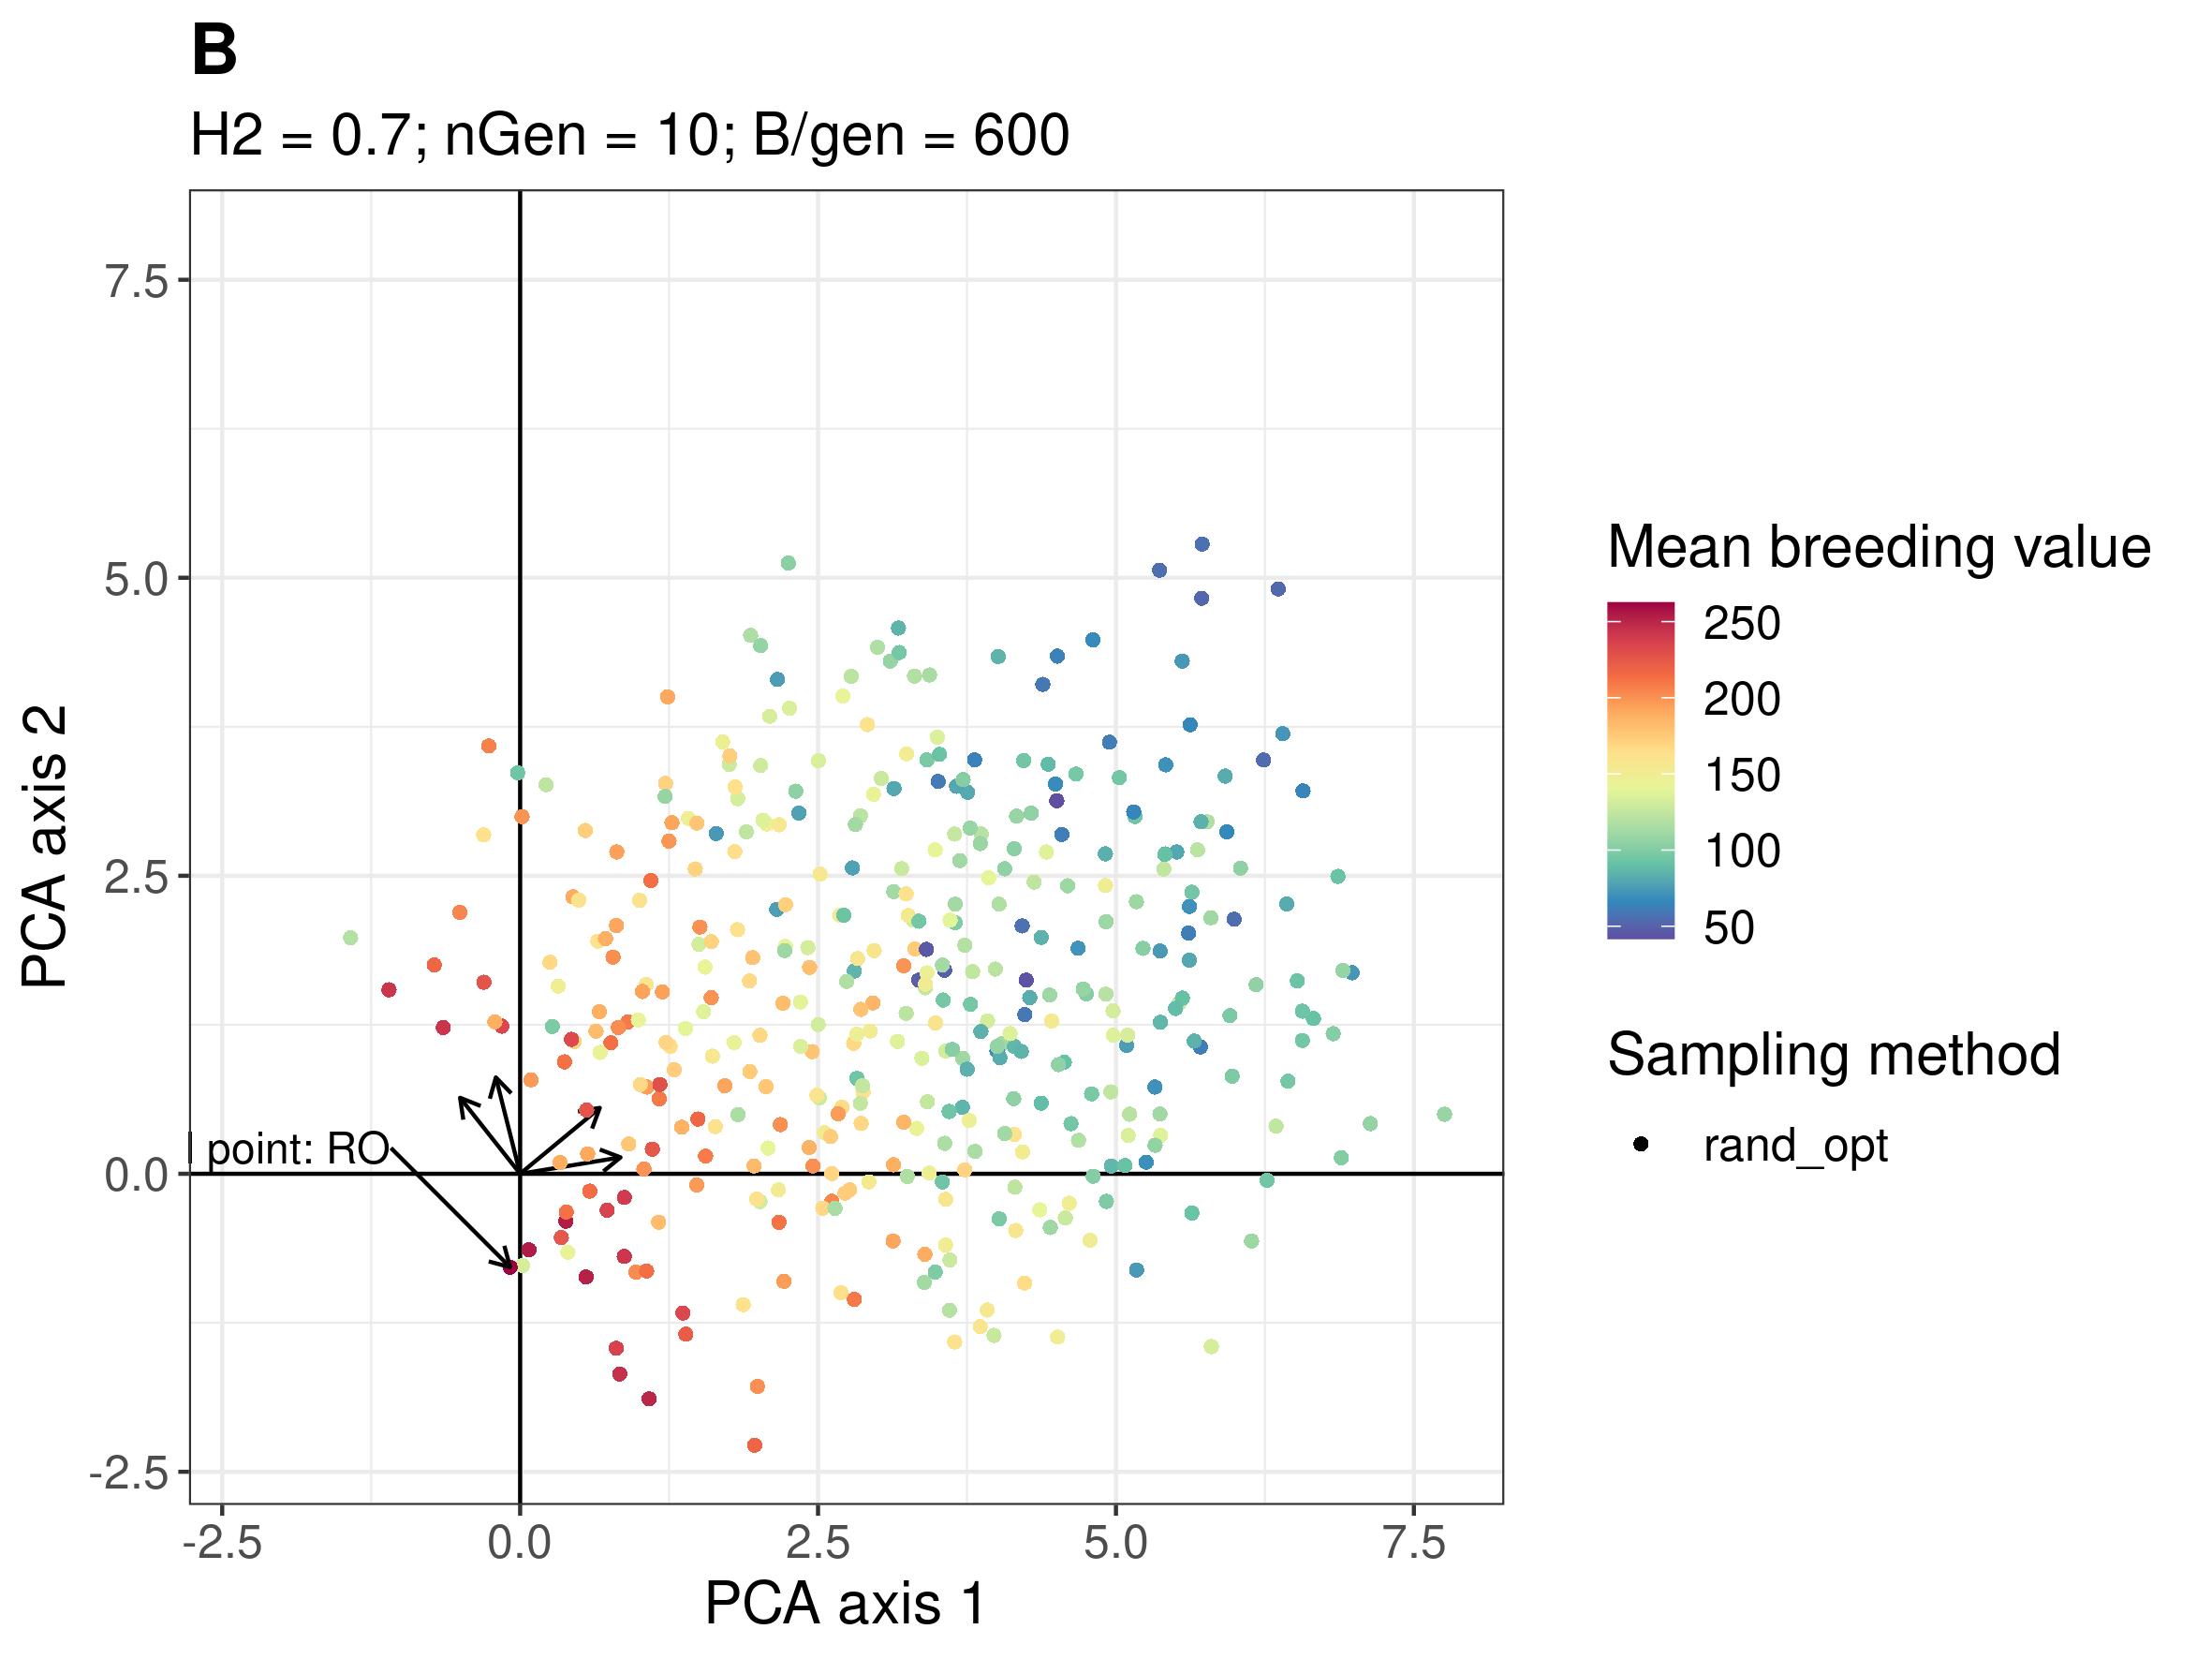 B
H2 = 0.7; nGen = 10; B/gen = 600
7.5
5.0
2.5
0.0
-2.5
PCA axis 2
point: RO
-2.5
0.0
2.5
5.0
7.5
PCA axis 1
Mean breeding value
250
200
150
100
50
Sampling method
rand_opt